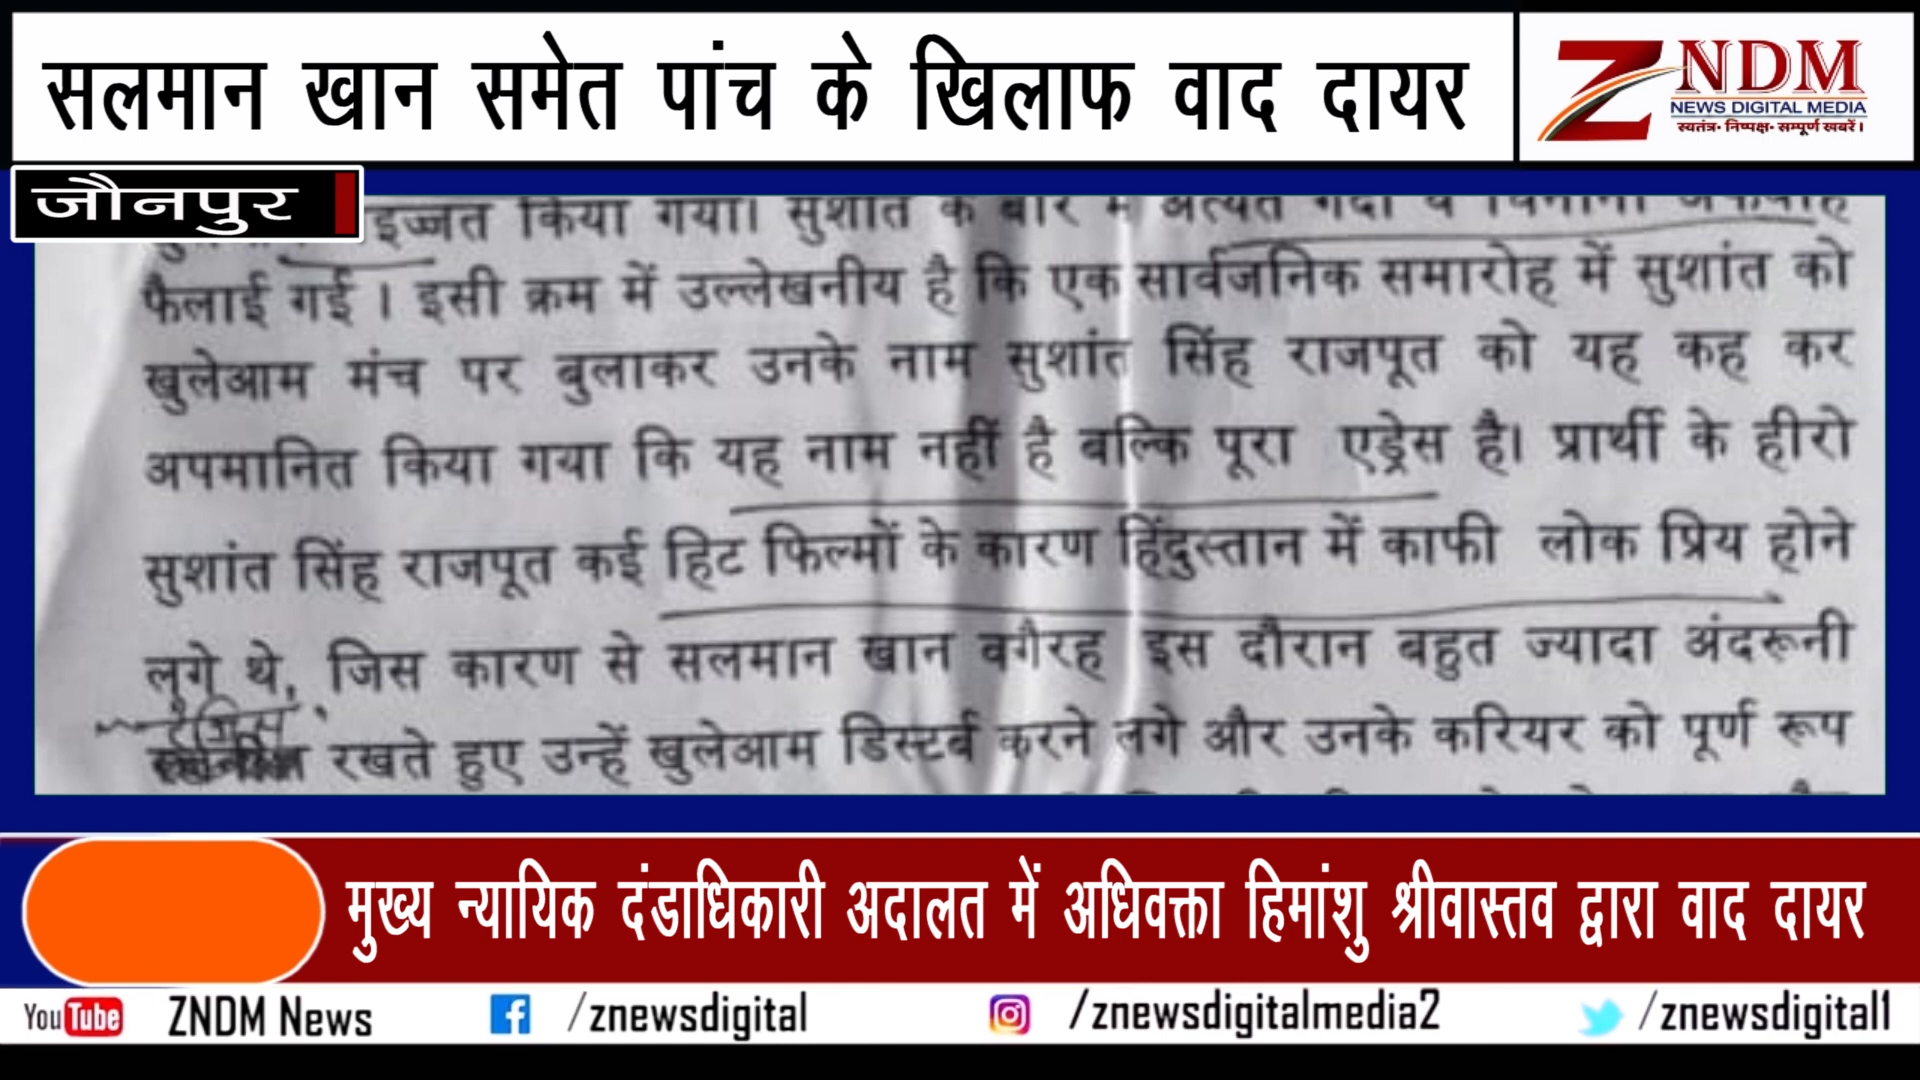 सलमान खान समेत पांच के खिलाफ वाद दायर
ZNDM
NEWS DIGITAL MEDIA
स्वतंत्र• निष्पक्ष• सम्पूर्ण खबरें।
जौनपुर
इज्जत किया गया। सुशांत के बारे में अत्यंत गंदी व घिनौनी अफवाह
फैलाई गई । इसी क्रम में उल्लेखनीय है कि एक सार्वजनिक समारोह में सुशांत को
खुलेआम मंच पर बुलाकर उनके नाम सुशांत सिंह राजपूत को यह कह कर
अपमानित किया गया कि यह नाम नहीं है बल्कि पूरा एड्रेस है। प्रार्थी के हीरो
सुशांत सिंह राजपूत कई हिट फिल्मों के कारण हिंदुस्तान में काफी लोक प्रिय होने
लगे थे, जिस कारण से सलमान खान वगैरह इस दौरान बहुत ज्यादा अंदरूनी
रखते हुए उन्हें खुलेआम डिस्टर्ब करने लगे और उनके करियर को पूर्ण रूप
मुख्य न्यायिक दंडाधिकारी अदालत में अधिवक्ता हिमांशु श्रीवास्तव द्वारा वाद दायर
YouTube ZNDM News /znewsdigital /znewsdigitalmedia2 /znewsdigital1